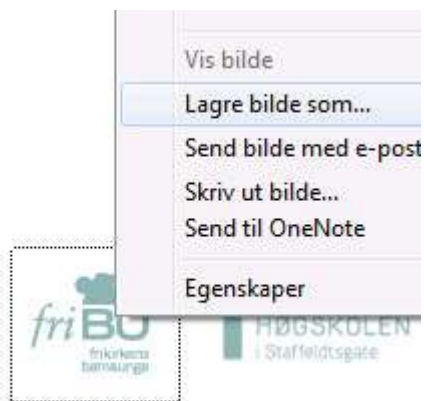 Vis bilde
Lagre bilde som...
Send bilde med e-post
Skriv ut bilde...
Send til OneNote
Egenskaper
friBU
frikirkens
barnaunge
HØGSKOLEN
i Staffeldtsgate